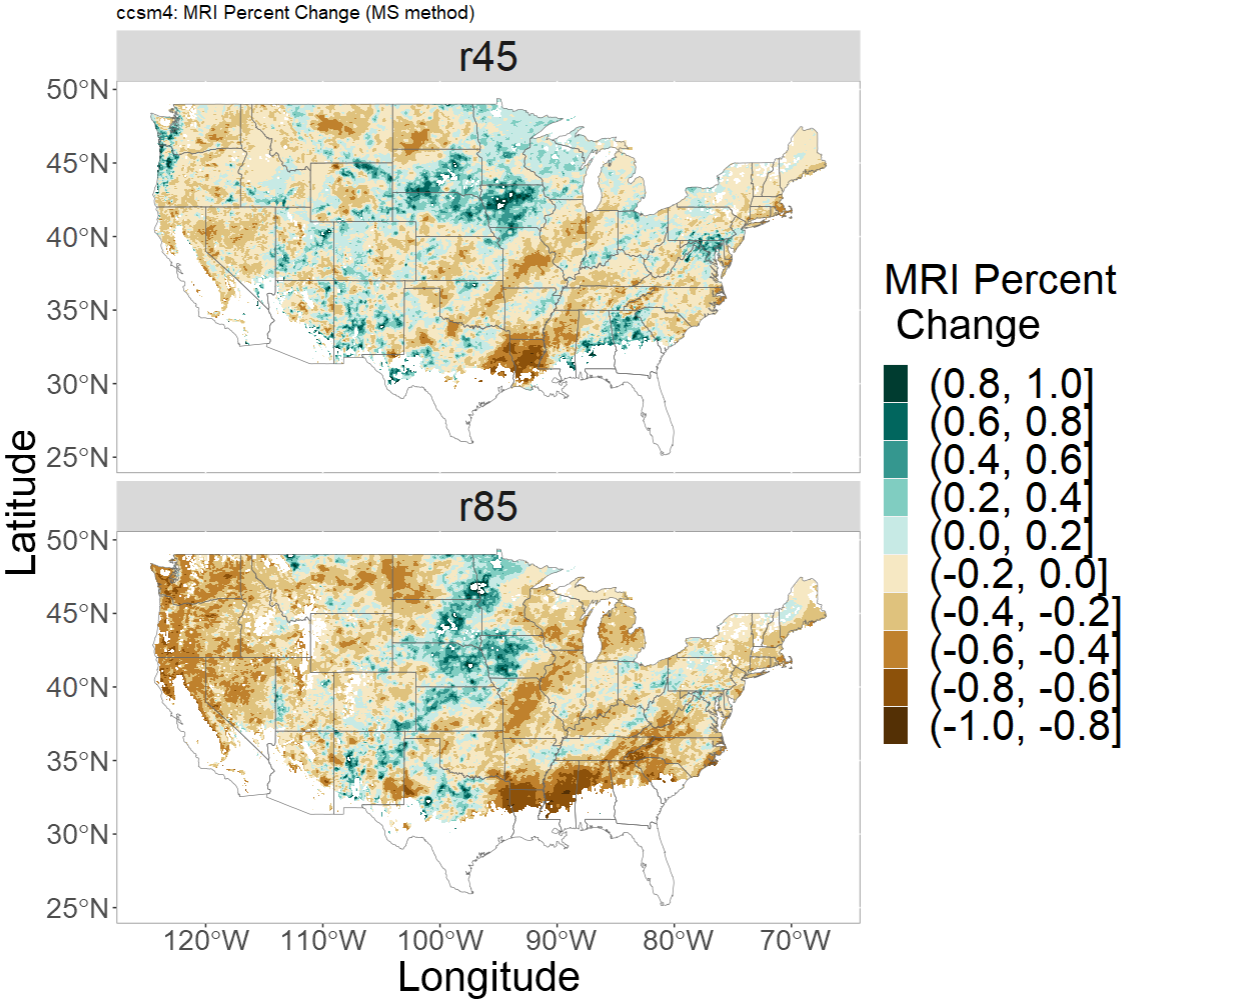 ccsm4: MRI Percent Change (MS method)
r45
50°N
45°N
40°N
35°N
30°N
25°N
r85
50°N
45°N
40°N
35°N
30°N
25°N
120°W 110°W 100°W 90°W 80°W 70°W
Longitude
Latitude
MRI Percent
Change
(0.8, 1.0]
(0.6, 0.8]
(0.4, 0.6]
(0.2, 0.4]
(0.0, 0.2]
(-0.2, 0.0]
(-0.4, -0.2]
(-0.6, -0.4]
(-0.8, -0.6]
(-1.0, -0.8]